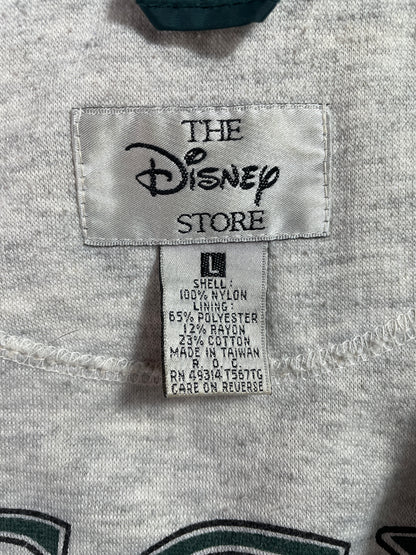 THE
Disney
STORE
L
SHELL:
100% NYLON
LINING:
65% POLYESTER
12% RAYON
23% COTTON
MADE IN TAIWAN
R. O. C.
RN 49314 T567TG
CARE ON REVERSE